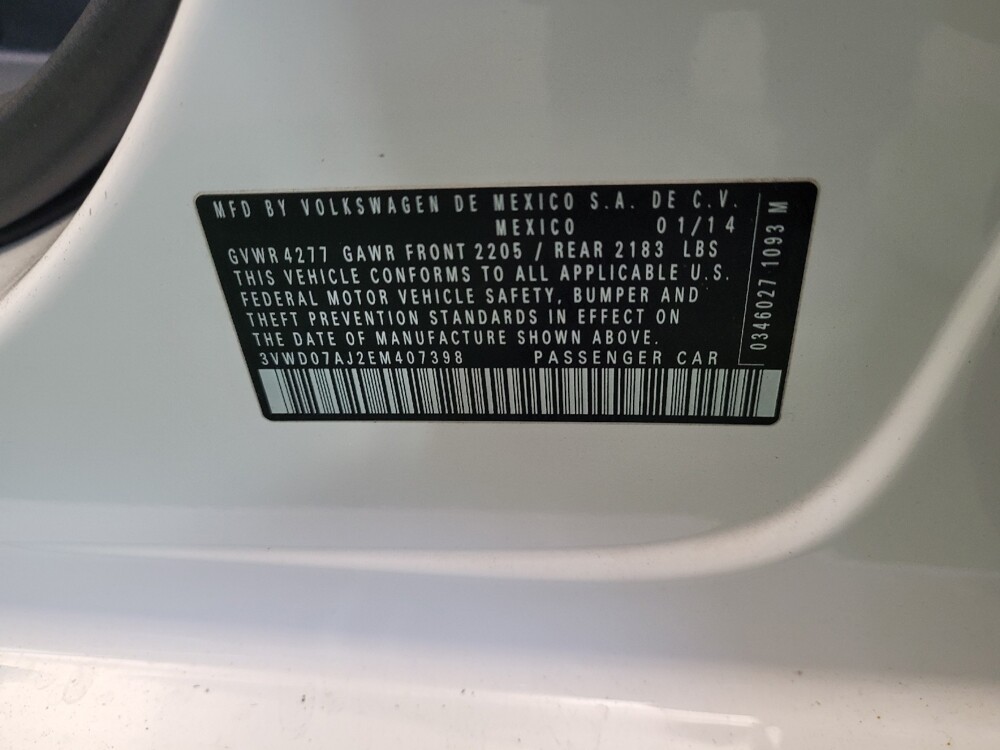 MFD BY VOLKSWAGEN DE MEXICO S.A. DE C.V.
MEXICO 01/14
GVWR 4277 GAWR FRONT 2205 / REAR 2183 LBS
THIS VEHICLE CONFORMS TO ALL APPLICABLE U.S.
FEDERAL MOTOR VEHICLE SAFETY, BUMPER AND
THEFT PREVENTION STANDARDS IN EFFECT ON
THE DATE OF MANUFACTURE SHOWN ABOVE.
3VWD07AJ2EM407398 PASSENGER CAR
0346027 1093 M